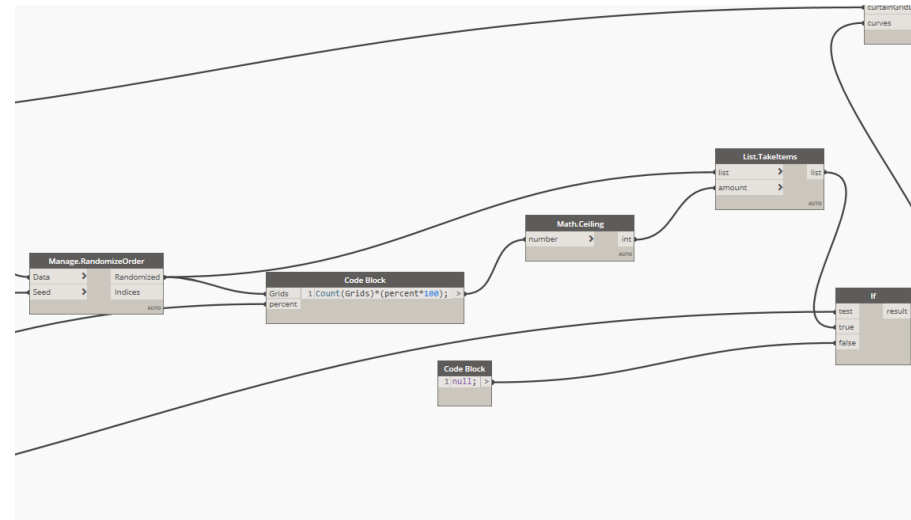 curtainGridL
curves
List.TakeItems
list > list
amount >
AUTO
Math.Ceiling
number > int
AUTO
Manage.RandomizeOrder
Data > Randomized
Seed > Indices
AUTO
Code Block
Grids 1 Count(Grids)*(percent*100); >
percent
If
test result
true
false
Code Block
1 null; >